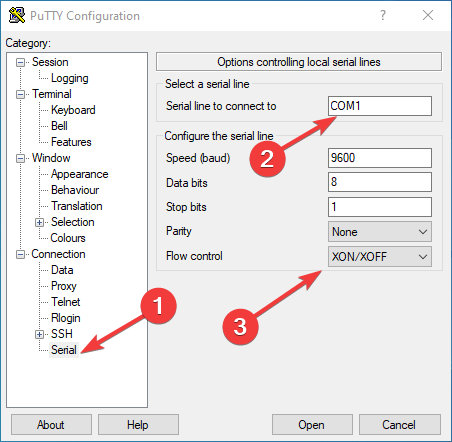 PuTTY Configuration
?
Category:
Session
Logging
Terminal
Keyboard
Bell
Features
Window
Appearance
Behaviour
Translation
Selection
Colours
Connection
Data
Proxy
Telnet
Rlogin
SSH
Serial
1
Options controlling local serial lines
Select a serial line
Serial line to connect to COM1
2
Configure the serial line
Speed (baud) 9600
Data bits 8
Stop bits 1
Parity None
Flow control XON/XOFF
3
About Help Open Cancel